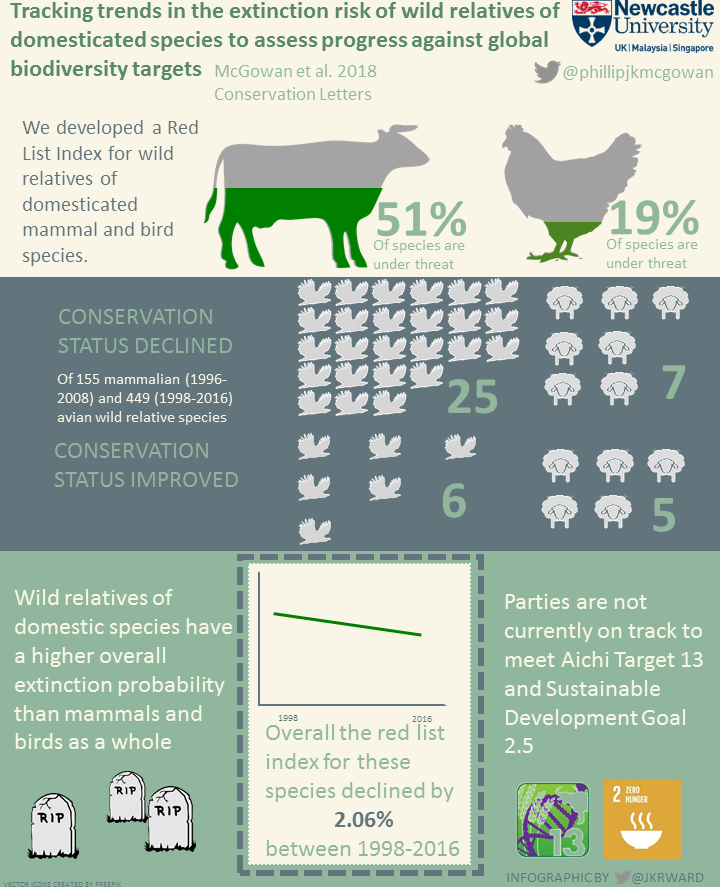 Tracking trends in the extinction risk of wild relatives of
domesticated species to assess progress against global
biodiversity targets McGowan et al. 2018
Conservation Letters
Newcastle
University
UK | Malaysia | Singapore
@phillipjkmcgowan
We developed a Red
List Index for wild
relatives of
domesticated
mammal and bird
species.
51%
Of species are
under threat
19%
Of species are
under threat
CONSERVATION
STATUS DECLINED
Of 155 mammalian (1996-
2008) and 449 (1998-2016)
avian wild relative species
25
7
CONSERVATION
STATUS IMPROVED
6
5
Wild relatives of
domestic species have
a higher overall
extinction probability
than mammals and
birds as a whole
RIP
RIP
RIP
1998
2016
Overall the red list
index for these
species declined by
2.06%
between 1998-2016
Parties are not
currently on track to
meet Aichi Target 13
and Sustainable
Development Goal
2.5
13
2 ZERO
HUNGER
VECTOR ICONS CREATED BY FREEPIK
INFOGRAPHIC BY @JKRWARD